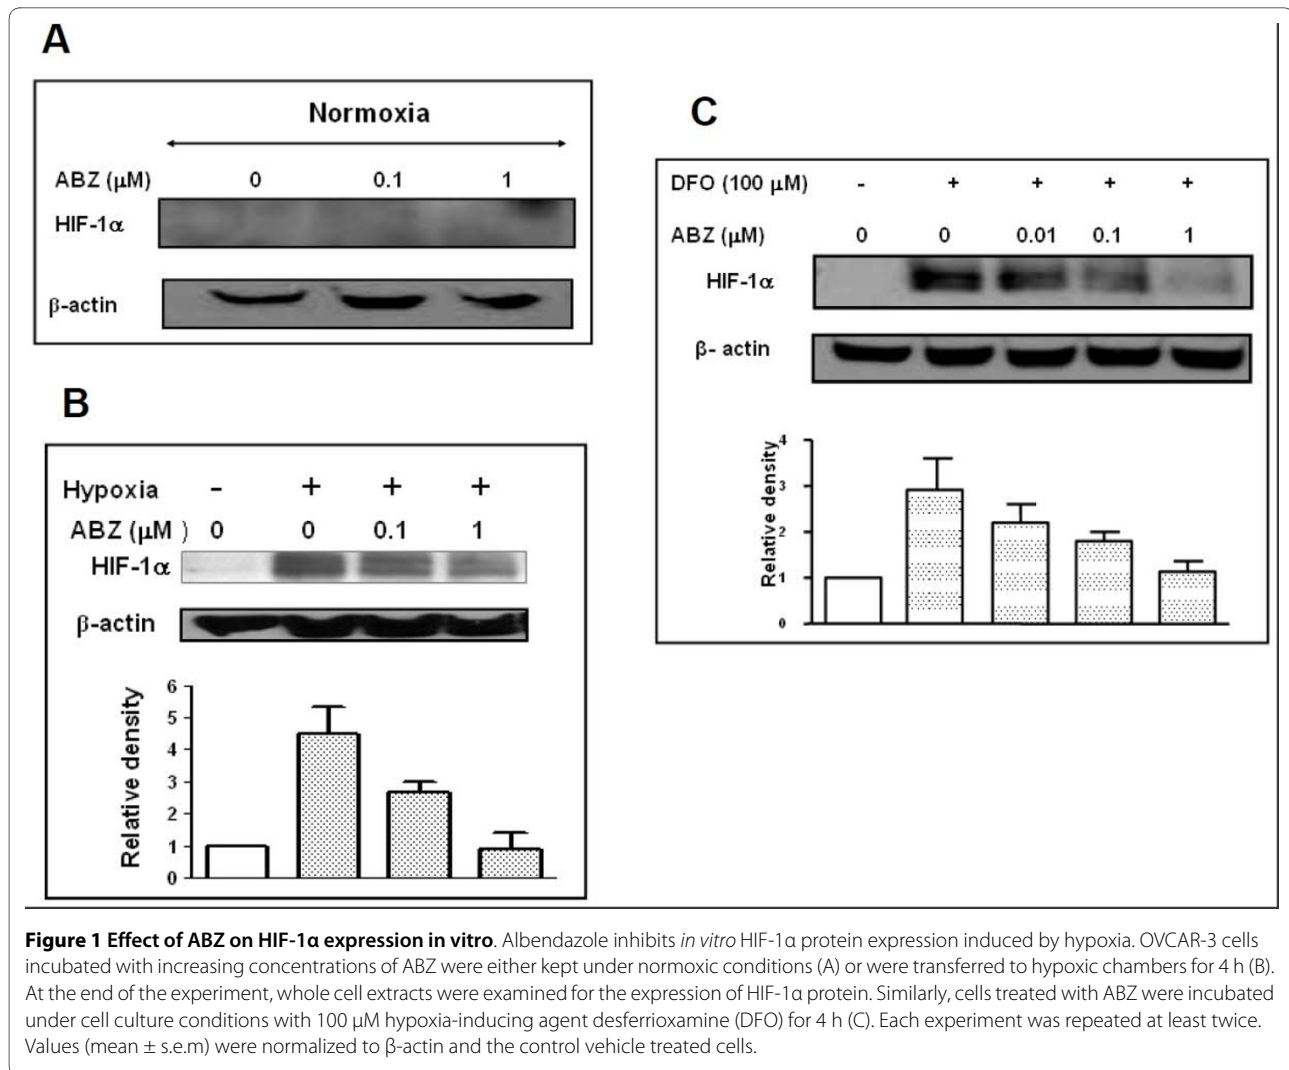 A
Normoxia
ABZ (µM) 0 0.1 1
HIF-1α
β-actin
B
Hypoxia - + + +
ABZ (µM ) 0 0 0.1 1
HIF-1α
β-actin
Relative density
6
5
4
3
2
1
0
C
DFO (100 µM) - + + + +
ABZ (µM) 0 0 0.01 0.1 1
HIF-1α
β- actin
Relative density
4
3
2
1
0
Figure 1 Effect of ABZ on HIF-1α expression in vitro. Albendazole inhibits in vitro HIF-1α protein expression induced by hypoxia. OVCAR-3 cells
incubated with increasing concentrations of ABZ were either kept under normoxic conditions (A) or were transferred to hypoxic chambers for 4 h (B).
At the end of the experiment, whole cell extracts were examined for the expression of HIF-1α protein. Similarly, cells treated with ABZ were incubated
under cell culture conditions with 100 µM hypoxia-inducing agent desferrioxamine (DFO) for 4 h (C). Each experiment was repeated at least twice.
Values (mean ± s.e.m) were normalized to β-actin and the control vehicle treated cells.